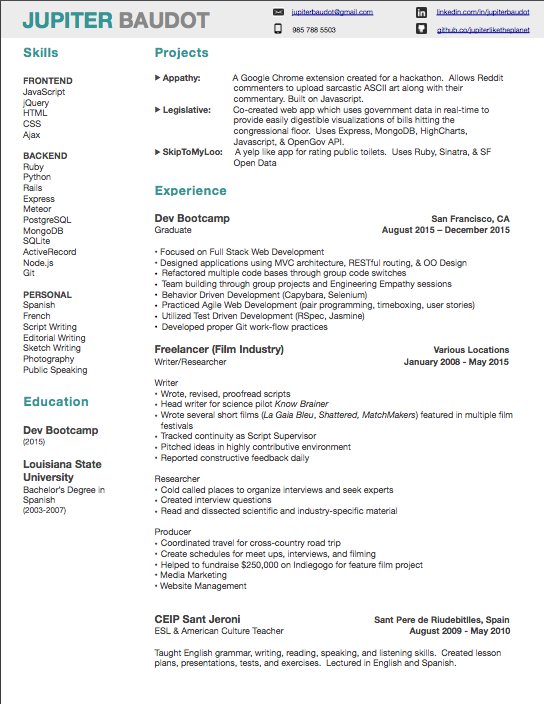 JUPITER BAUDOT
jupiterbaudot@gmail.com
linkedin.com/in/jupiterbaudot
985 788 5503
github.co/jupiterliketheplanet
Skills
FRONTEND
JavaScript
jQuery
HTML
CSS
Ajax
BACKEND
Ruby
Python
Rails
Express
Meteor
PostgreSQL
MongoDB
SQLite
ActiveRecord
Node.js
Git
PERSONAL
Spanish
French
Script Writing
Editorial Writing
Sketch Writing
Photography
Public Speaking
Education
Dev Bootcamp
(2015)
Louisiana State
University
Bachelor's Degree in
Spanish
(2003-2007)
Projects
▶ Appathy: A Google Chrome extension created for a hackathon. Allows Reddit
commenters to upload sarcastic ASCII art along with their
commentary. Built on Javascript.
▶ Legislative: Co-created web app which uses government data in real-time to
provide easily digestible visualizations of bills hitting the
congressional floor. Uses Express, MongoDB, HighCharts,
Javascript, & OpenGov API.
▶ SkipToMyLoo: A yelp like app for rating public toilets. Uses Ruby, Sinatra, & SF
Open Data
Experience
Dev Bootcamp San Francisco, CA
Graduate August 2015 – December 2015
• Focused on Full Stack Web Development
• Designed applications using MVC architecture, RESTful routing, & OO Design
• Refactored multiple code bases through group code switches
• Team building through group projects and Engineering Empathy sessions
• Behavior Driven Development (Capybara, Selenium)
• Practiced Agile Web Development (pair programming, timeboxing, user stories)
• Utilized Test Driven Development (RSpec, Jasmine)
• Developed proper Git work-flow practices
Freelancer (Film Industry) Various Locations
Writer/Researcher January 2008 - May 2015
Writer
• Wrote, revised, proofread scripts
• Head writer for science pilot Know Brainer
• Wrote several short films (La Gaia Bleu, Shattered, MatchMakers) featured in multiple film
festivals
• Tracked continuity as Script Supervisor
• Pitched ideas in highly contributive environment
• Reported constructive feedback daily
Researcher
• Cold called places to organize interviews and seek experts
• Created interview questions
• Read and dissected scientific and industry-specific material
Producer
• Coordinated travel for cross-country road trip
• Create schedules for meet ups, interviews, and filming
• Helped to fundraise $250,000 on Indiegogo for feature film project
• Media Marketing
• Website Management
CEIP Sant Jeroni Sant Pere de Riudebitlles, Spain
ESL & American Culture Teacher August 2009 - May 2010
Taught English grammar, writing, reading, speaking, and listening skills. Created lesson
plans, presentations, tests, and exercises. Lectured in English and Spanish.